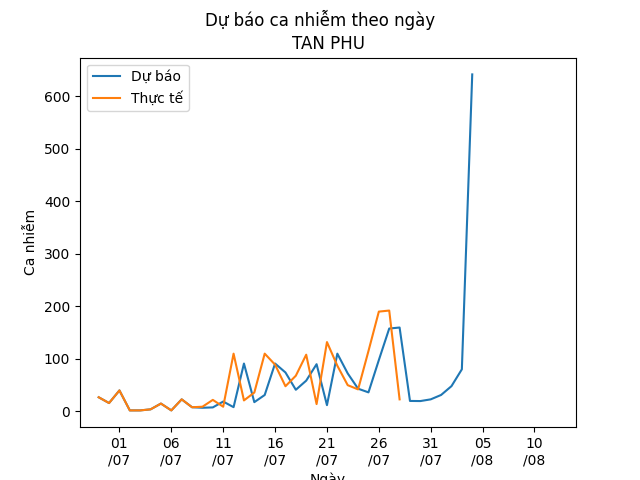 Dự báo ca nhiễm theo ngày
TAN PHU
Dự báo
Thực tế
Ca nhiễm
600
500
400
300
200
100
0
01 06 11 16 21 26 31 05 10
/07 /07 /07 /07 /07 /07 /07 /08 /08
Ngày